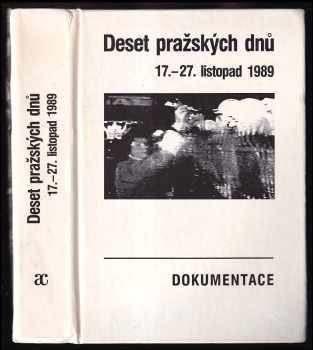 Deset pražských dnů
17.–27. listopad 1989
DOKUMENTACE
Deset pražských dnů
17.–27. listopad 1989
ac